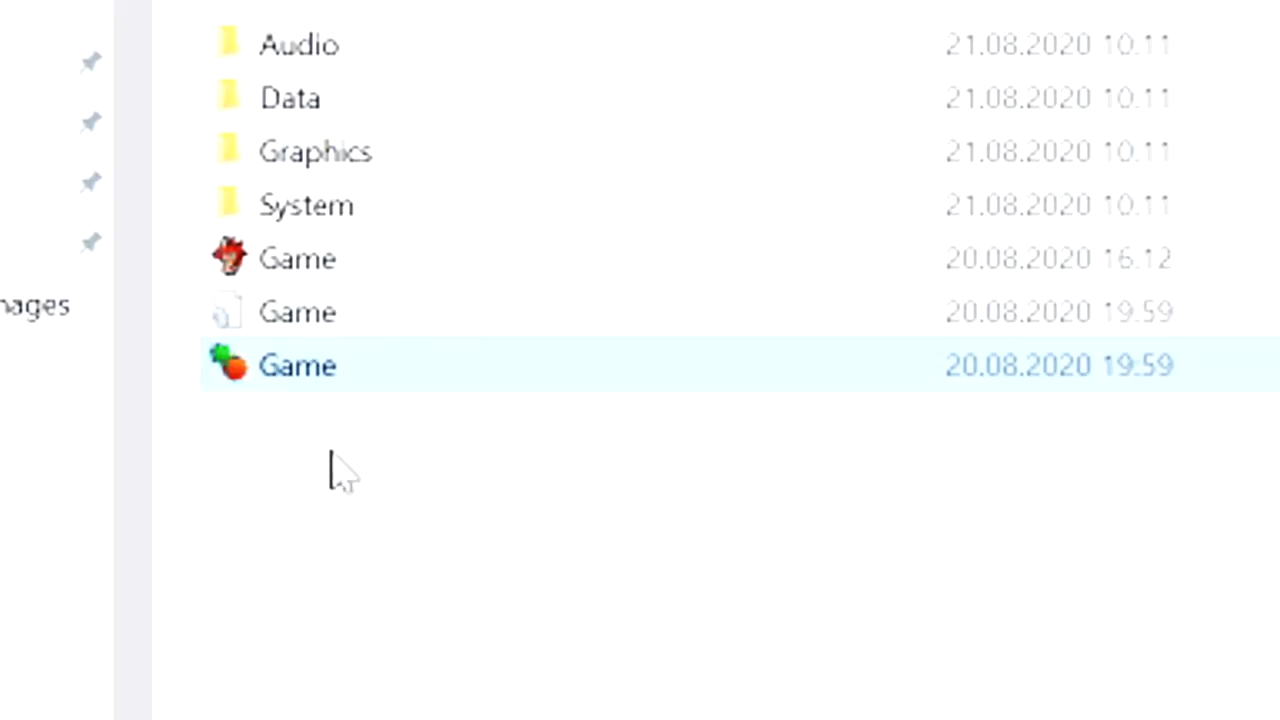 Audio 21.08.2020 10.11
Data 21.08.2020 10.11
Graphics 21.08.2020 10.11
System 21.08.2020 10.11
Game 20.08.2020 16.12
nages
Game 20.08.2020 19.59
Game 20.08.2020 19.59